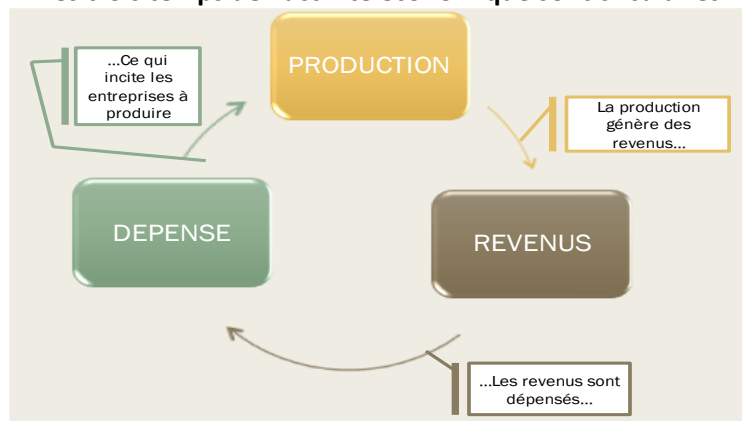 PRODUCTION
...Ce qui
incite les
entreprises à
produire
La production
génère des
revenus...
DEPENSE
REVENUS
...Les revenus sont
dépensés...